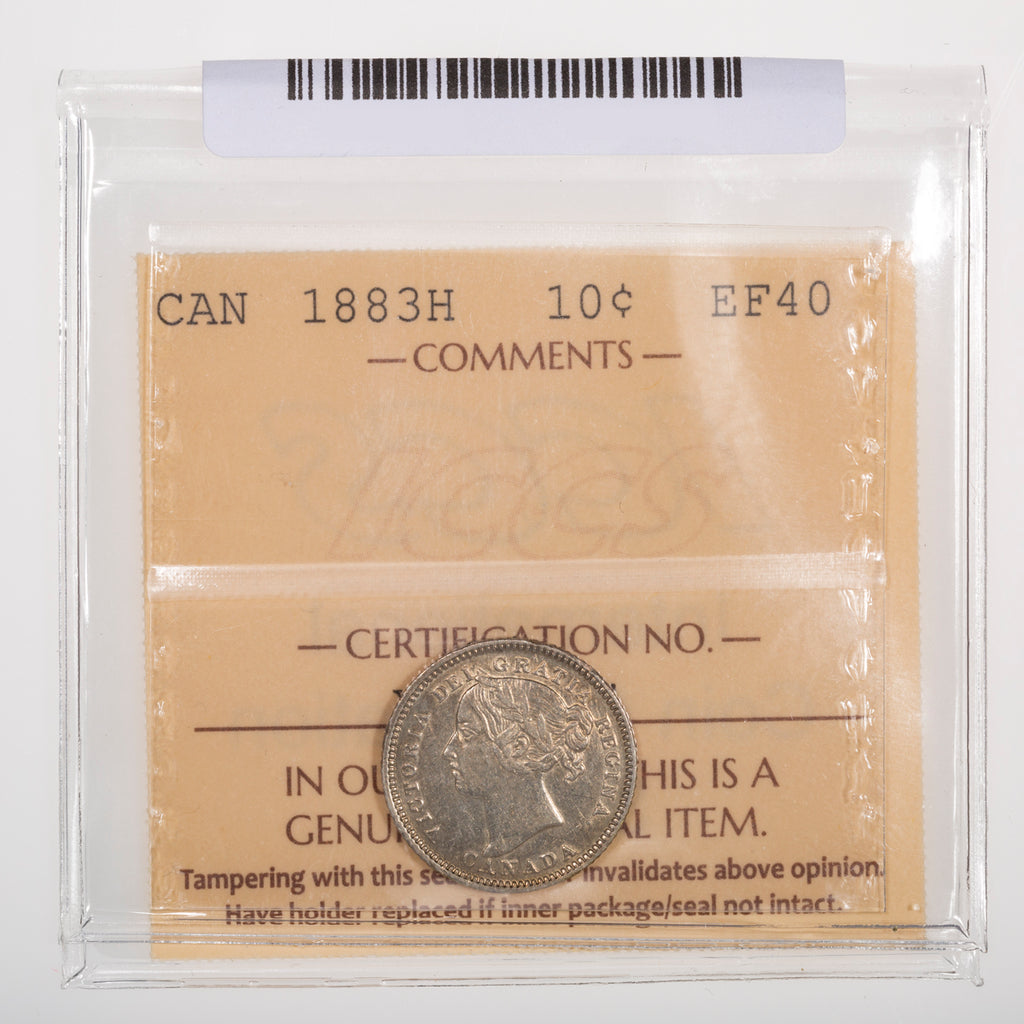 CAN 1883H 10¢ EF40
— COMMENTS —
ICCS
— CERTIFICATION NO. —
VICTORIA DEI GRATIA REGINA
CANADA
IN OU HIS IS A
GENU AL ITEM.
Tampering with this se invalidates above opinion.
Have holder replaced if inner package/seal not intact.